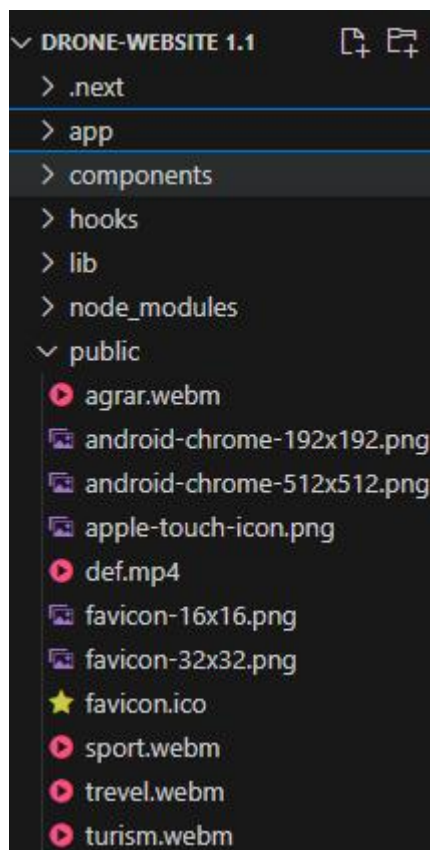 DRONE-WEBSITE 1.1
.next
app
components
hooks
lib
node_modules
public
agrar.webm
android-chrome-192x192.png
android-chrome-512x512.png
apple-touch-icon.png
def.mp4
favicon-16x16.png
favicon-32x32.png
favicon.ico
sport.webm
trevel.webm
turism.webm